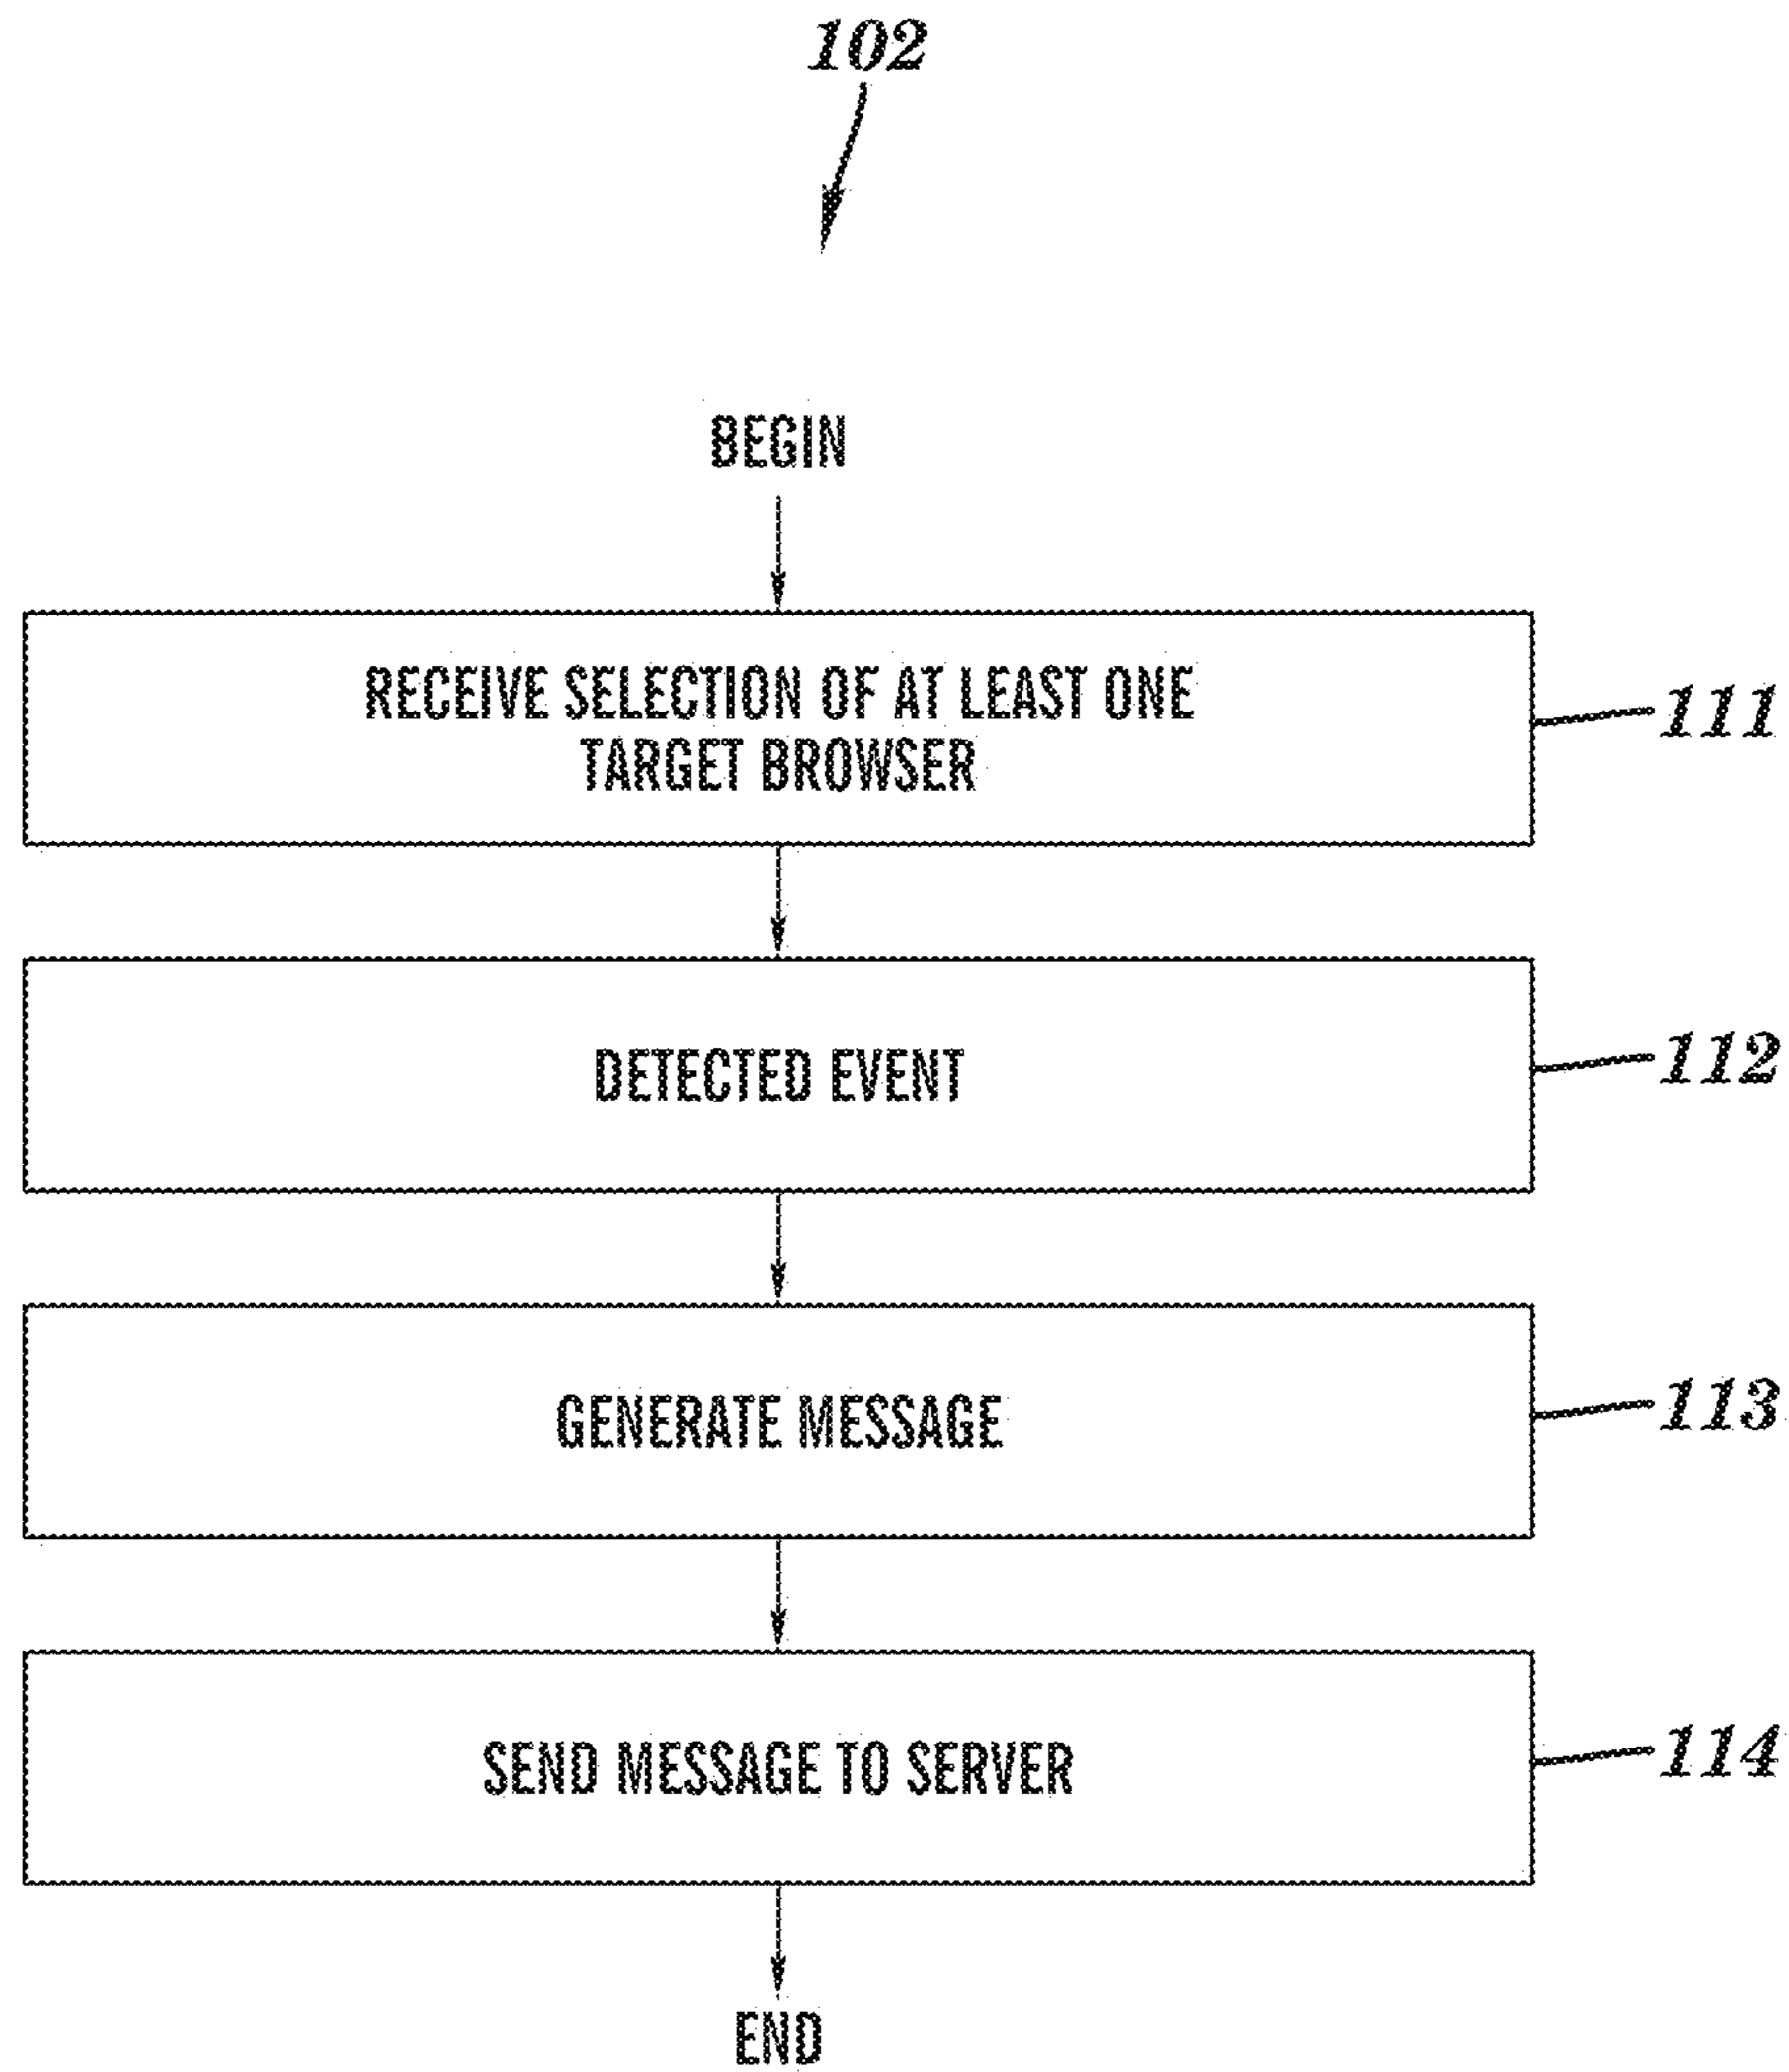 102
BEGIN
RECEIVE SELECTION OF AT LEAST ONE
TARGET BROWSER
111
DETECTED EVENT
112
GENERATE MESSAGE
113
SEND MESSAGE TO SERVER
114
END